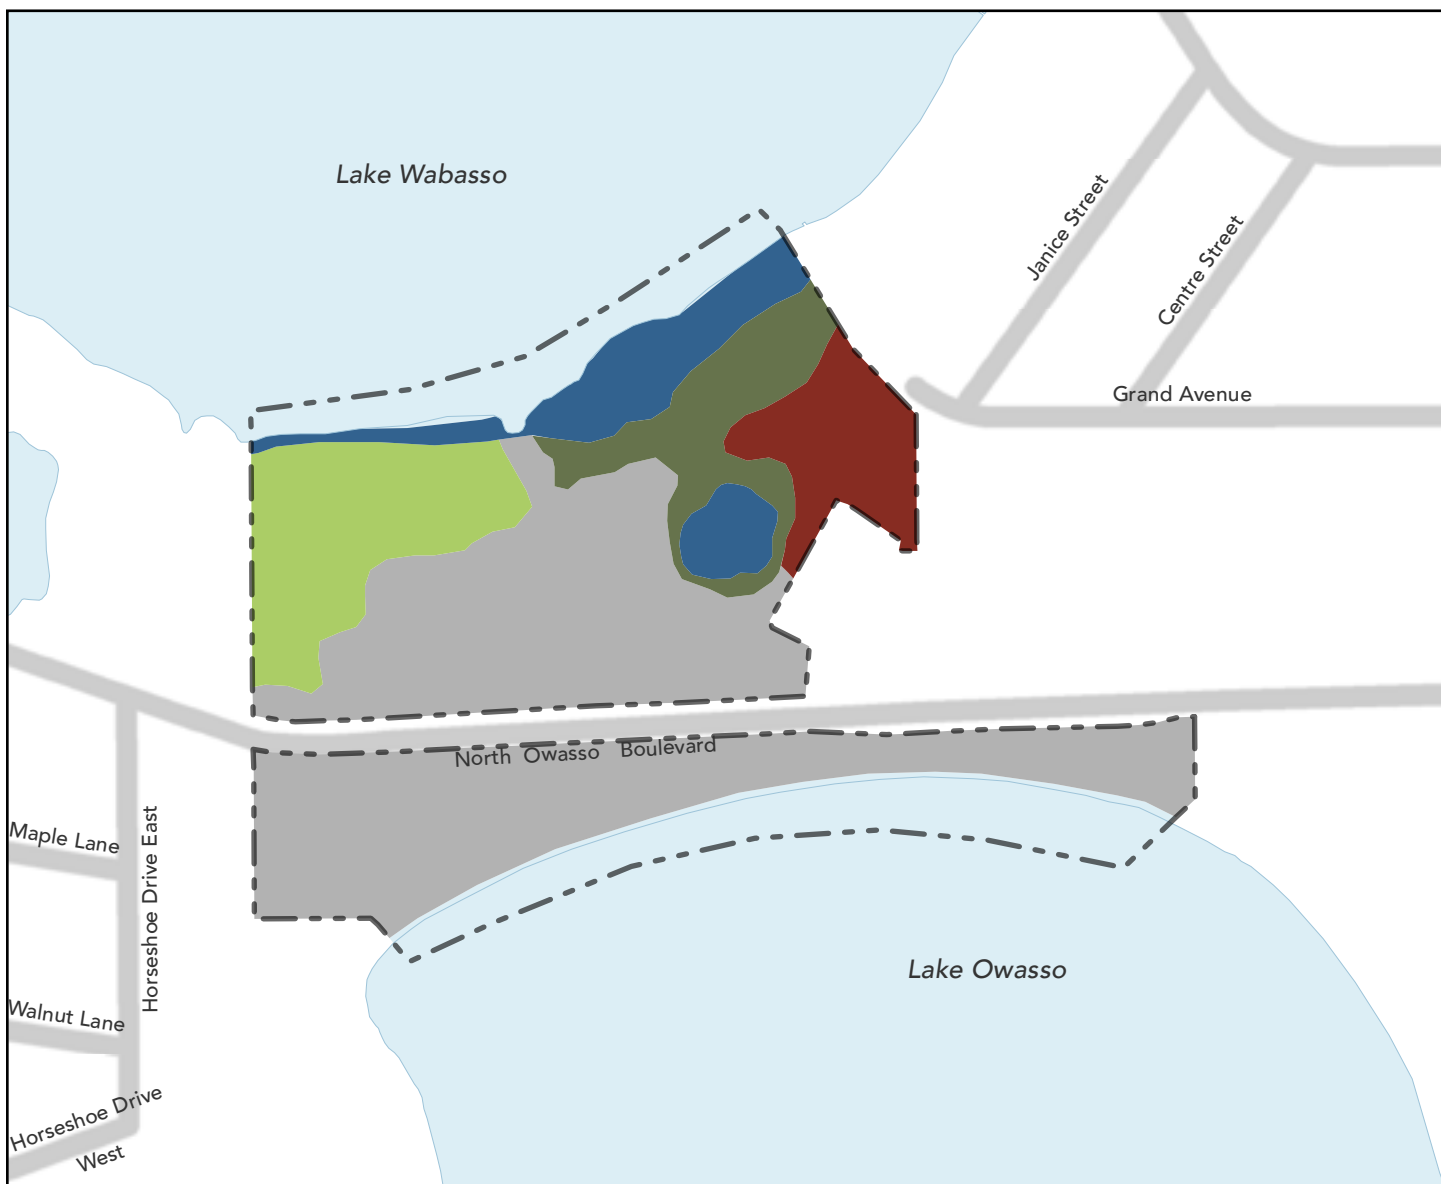 Lake Wabasso
Janice Street
Centre Street
Grand Avenue
North Owasso Boulevard
Maple Lane
Horseshoe Drive East
Lake Owasso
Walnut Lane
Horseshoe Drive
West